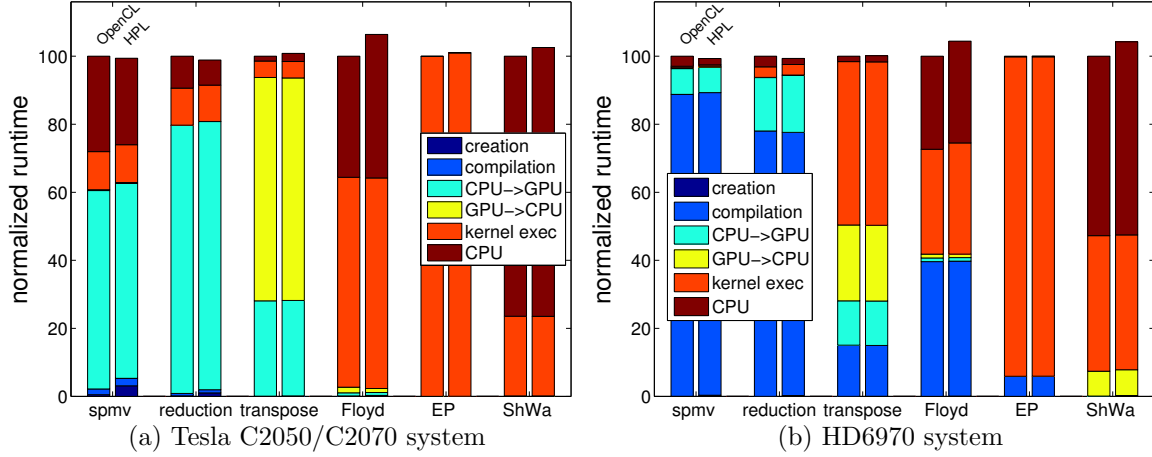 OpenCL
HPL
normalized runtime
100
80
60
40
20
0
creation
compilation
CPU->GPU
GPU->CPU
kernel exec
CPU
spmv reduction transpose Floyd EP ShWa
(a) Tesla C2050/C2070 system
OpenCL
HPL
normalized runtime
100
80
60
40
20
0
creation
compilation
CPU->GPU
GPU->CPU
kernel exec
CPU
spmv reduction transpose Floyd EP ShWa
(b) HD6970 system